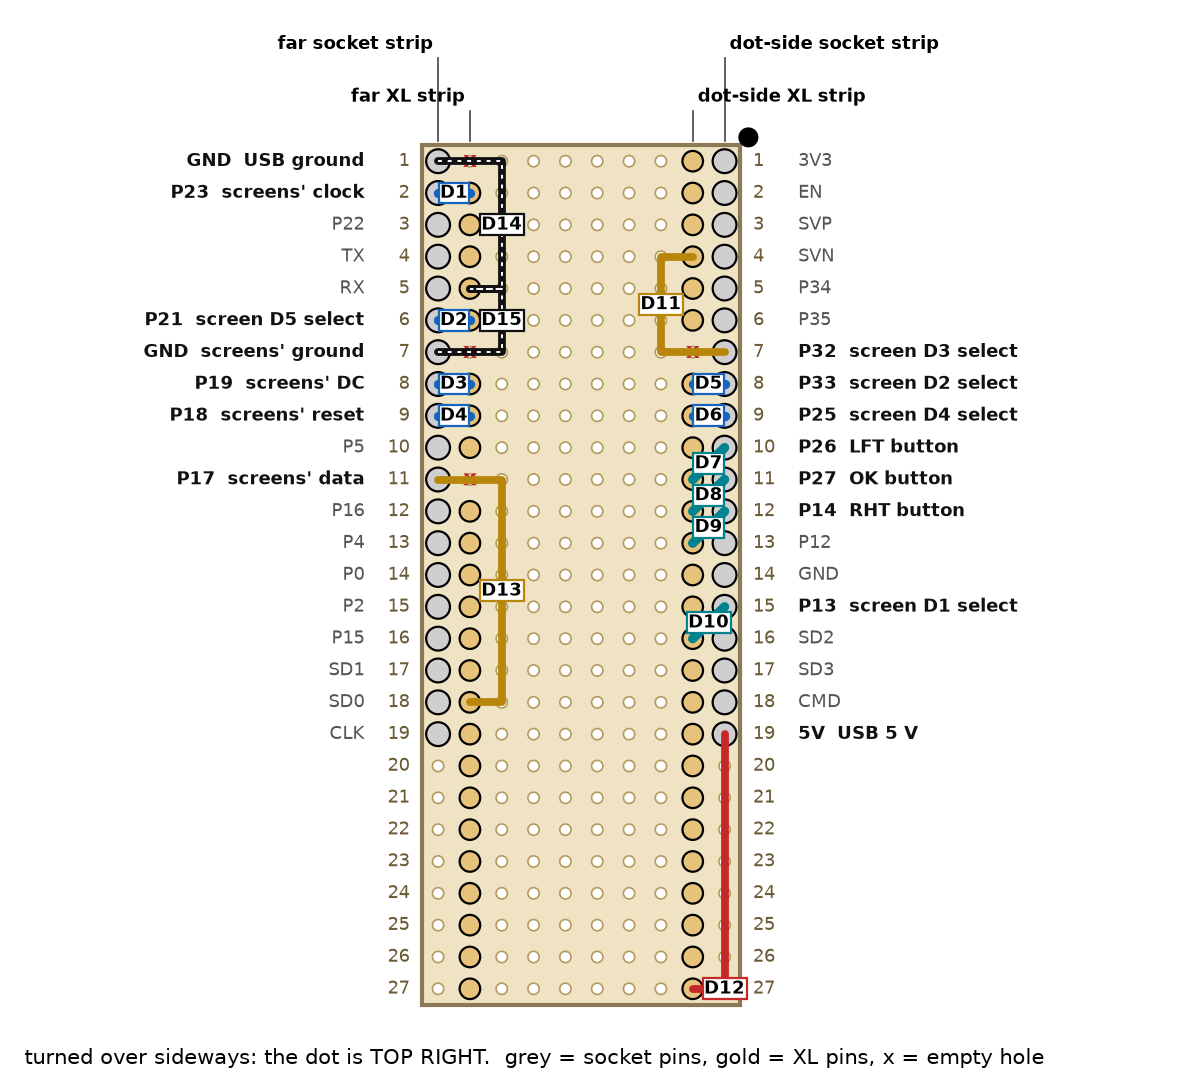 far socket strip dot-side socket strip
far XL strip dot-side XL strip
GND USB ground 1 x 1 3V3
P23 screens' clock 2 D1 2 EN
P22 3 D14 3 SVP
TX 4 4 SVN
RX 5 5 P34
D11
P21 screen D5 select 6 D2 D15 6 P35
GND screens' ground 7 x x 7 P32 screen D3 select
P19 screens' DC 8 D3 D5 8 P33 screen D2 select
P18 screens' reset 9 D4 D6 9 P25 screen D4 select
P5 10 10 P26 LFT button
D7
P17 screens' data 11 x 11 P27 OK button
D8
P16 12 12 P14 RHT button
D9
P4 13 13 P12
P0 14 14 GND
D13
P2 15 15 P13 screen D1 select
D10
P15 16 16 SD2
SD1 17 17 SD3
SD0 18 18 CMD
CLK 19 19 5V USB 5 V
20 20
21 21
22 22
23 23
24 24
25 25
26 26
27 D12 27
turned over sideways: the dot is TOP RIGHT. grey = socket pins, gold = XL pins, x = empty hole